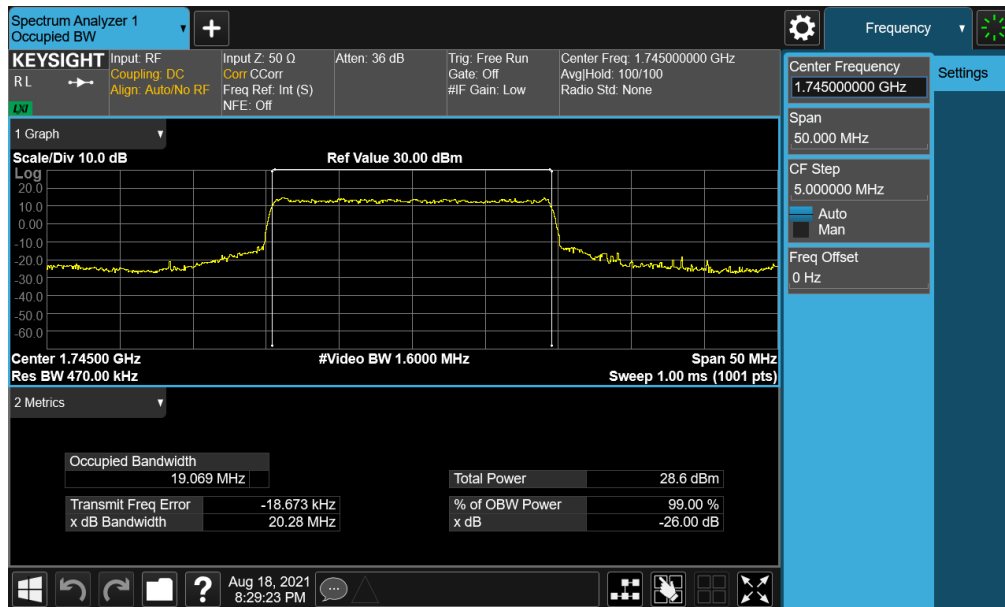 Spectrum Analyzer 1
Occupied BW
+
Frequency
KEYSIGHT
R L
LXI
Input: RF
Coupling: DC
Align: Auto/No RF
Input Z: 50 Ω
Corr CCorr
Freq Ref: Int (S)
NFE: Off
Atten: 36 dB
Trig: Free Run
Gate: Off
#IF Gain: Low
Center Freq: 1.745000000 GHz
Avg|Hold: 100/100
Radio Std: None
Center Frequency
1.745000000 GHz
Settings
Span
50.000 MHz
CF Step
5.000000 MHz
Auto
Man
Freq Offset
0 Hz
1 Graph
Scale/Div 10.0 dB
Ref Value 30.00 dBm
Log
20.0
10.0
0.00
-10.0
-20.0
-30.0
-40.0
-50.0
-60.0
Center 1.74500 GHz
#Video BW 1.6000 MHz
Span 50 MHz
Res BW 470.00 kHz
Sweep 1.00 ms (1001 pts)
2 Metrics
Occupied Bandwidth
19.069 MHz
Total Power 28.6 dBm
Transmit Freq Error -18.673 kHz
% of OBW Power 99.00 %
x dB Bandwidth 20.28 MHz
x dB -26.00 dB
?
Aug 18, 2021
8:29:23 PM